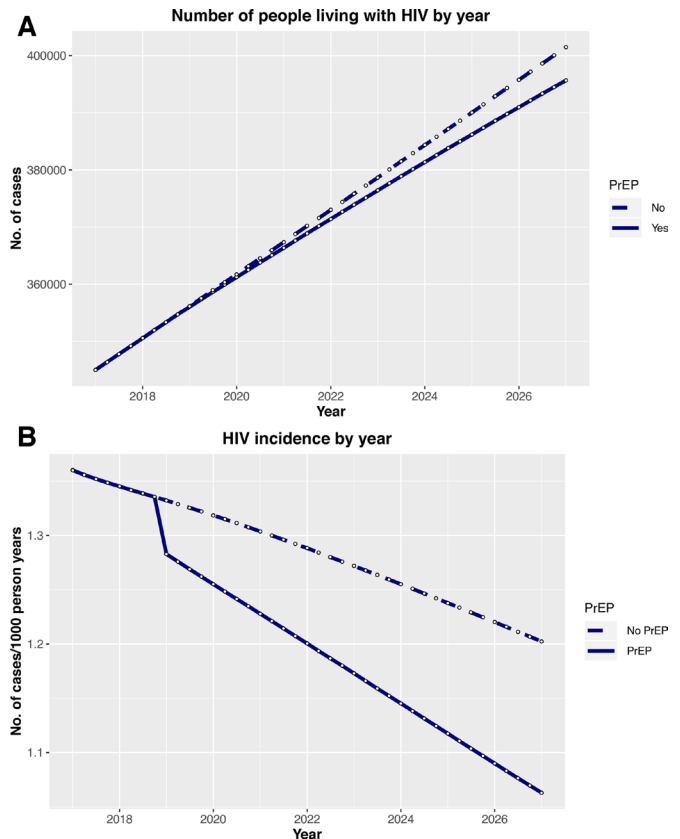 A
Number of people living with HIV by year
No. of cases
400000
380000
360000
2018 2020 2022 2024 2026
Year
PrEP
No
Yes
B
HIV incidence by year
No. of cases/1000 person years
1.3
1.2
1.1
2018 2020 2022 2024 2026
Year
PrEP
No PrEP
PrEP